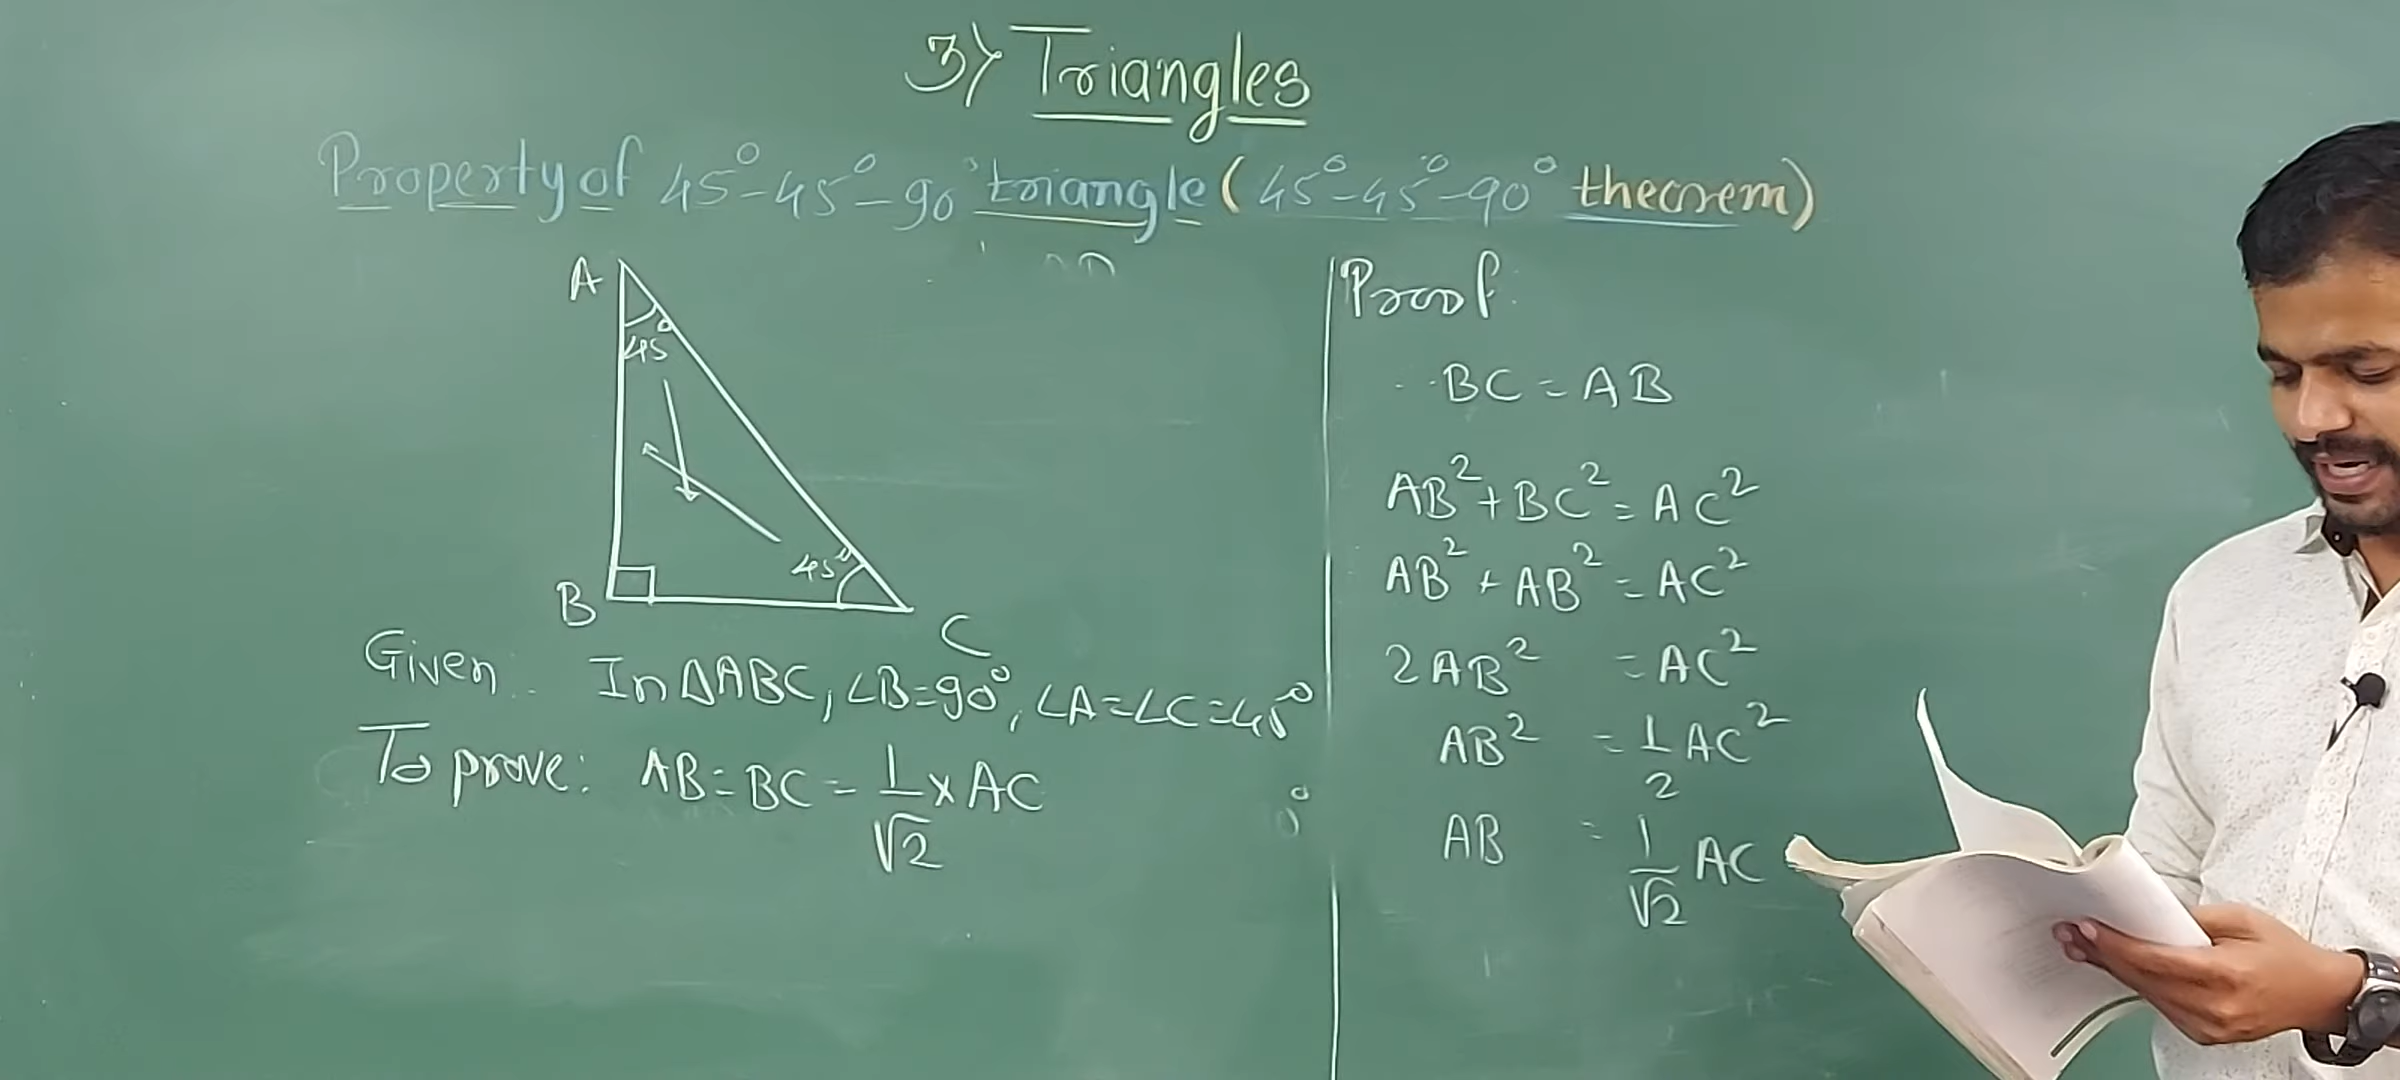 3) Triangles
Property of 45°-45°-90° triangle ( 45°-45°-90° theorem)
A
45°
45°
B
C
Given: In ΔABC, ∠B=90°, ∠A=∠C=45°
To prove: AB=BC=1/√2×AC
Proof:
BC=AB
AB²+BC²=AC²
AB²+AB²=AC²
2AB²=AC²
AB²=1/2 AC²
AB=1/√2 AC